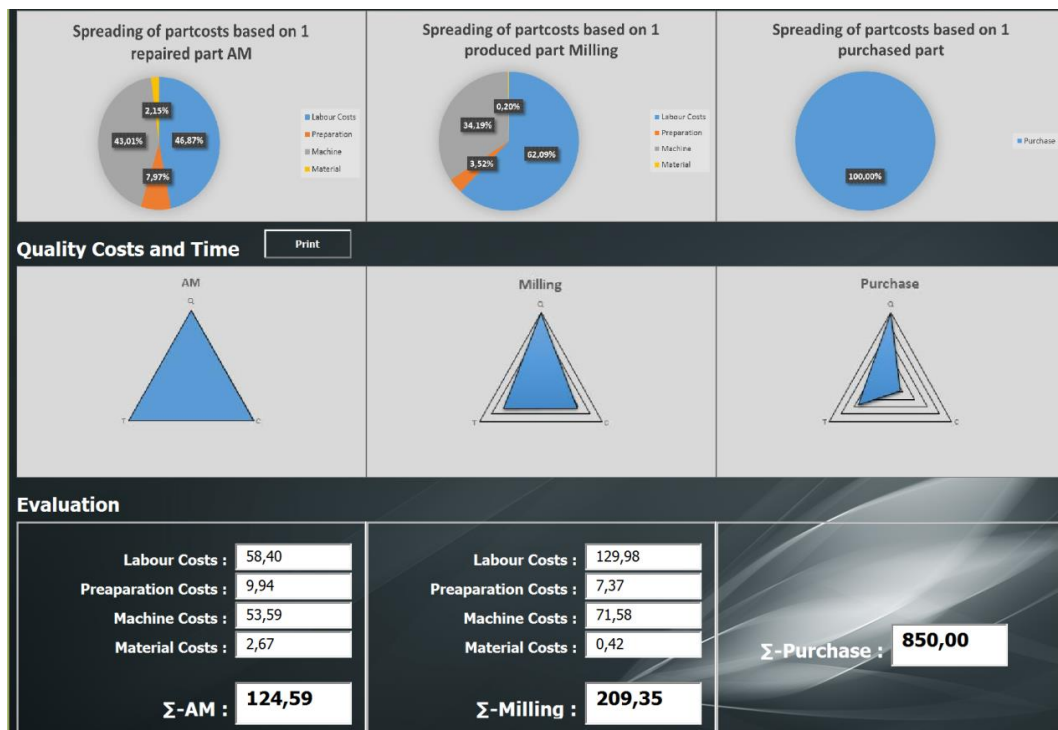 Spreading of partcosts based on 1
repaired part AM
2,15%
43,01%
46,87%
7,97%
Labour Costs
Preparation
Machine
Material
Spreading of partcosts based on 1
produced part Milling
0,20%
34,19%
3,52%
62,09%
Labour Costs
Preparation
Machine
Material
Spreading of partcosts based on 1
purchased part
100,00%
Purchase
Quality Costs and Time
Print
AM
Q
T
C
Milling
Q
T
C
Purchase
Q
T
C
Evaluation
Labour Costs : 58,40
Preaparation Costs : 9,94
Machine Costs : 53,59
Material Costs : 2,67
Σ-AM : 124,59
Labour Costs : 129,98
Preaparation Costs : 7,37
Machine Costs : 71,58
Material Costs : 0,42
Σ-Milling : 209,35
Σ-Purchase : 850,00